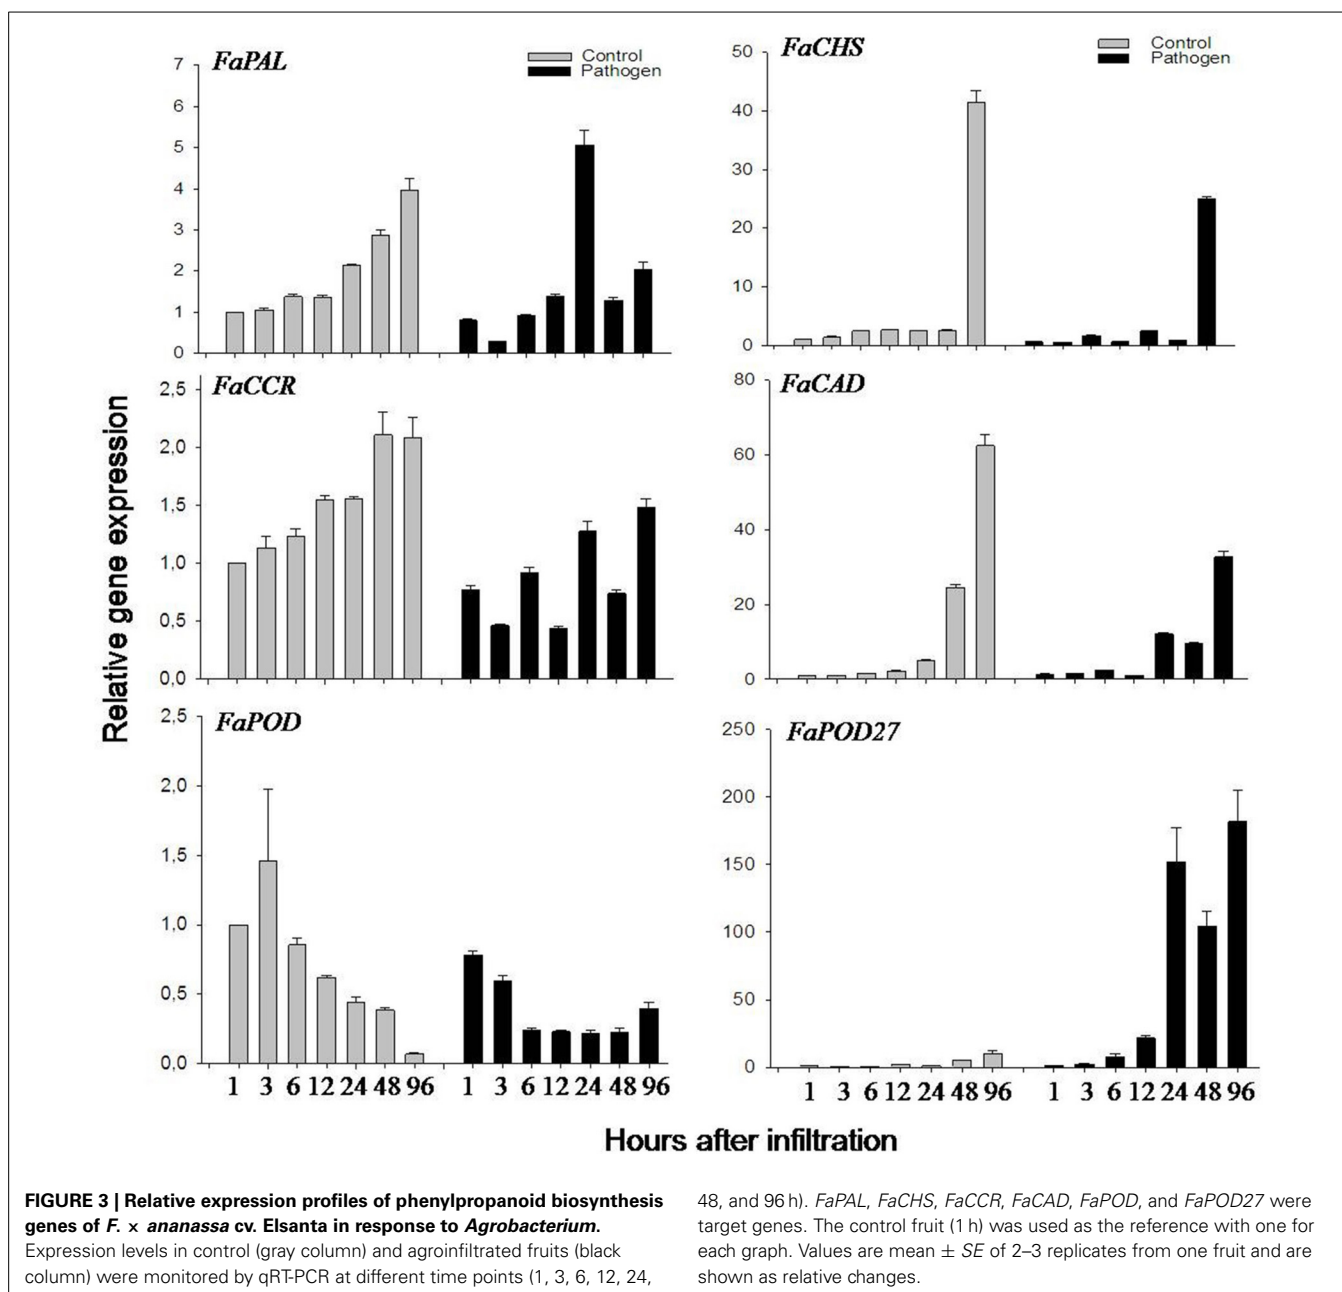 FaPAL
Control
Pathogen
7
6
5
4
3
2
1
0
FaCHS
Control
Pathogen
50
40
30
20
10
0
Relative gene expression
FaCCR
2,5
2,0
1,5
1,0
0,5
0,0
FaCAD
80
60
40
20
0
FaPOD
2,5
2,0
1,5
1,0
0,5
0,0
1 3 6 12 24 48 96 1 3 6 12 24 48 96
FaPOD27
250
200
150
100
50
0
1 3 6 12 24 48 96 1 3 6 12 24 48 96
Hours after infiltration
FIGURE 3 | Relative expression profiles of phenylpropanoid biosynthesis
genes of F. × ananassa cv. Elsanta in response to Agrobacterium.
Expression levels in control (gray column) and agroinfiltrated fruits (black
column) were monitored by qRT-PCR at different time points (1, 3, 6, 12, 24,
48, and 96 h). FaPAL, FaCHS, FaCCR, FaCAD, FaPOD, and FaPOD27 were
target genes. The control fruit (1 h) was used as the reference with one for
each graph. Values are mean ± SE of 2–3 replicates from one fruit and are
shown as relative changes.